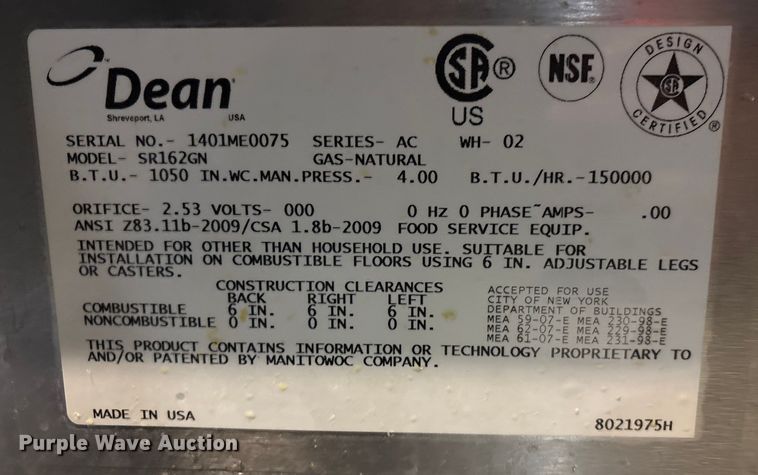 Dean
Shreveport, LA USA
SA ®
US
NSF®
DESIGN
SA
CERTIFIED ®
SERIAL NO.- 1401ME0075 SERIES- AC WH- 02
MODEL- SR162GN GAS-NATURAL
B.T.U.- 1050 IN.WC.MAN.PRESS.- 4.00 B.T.U./HR.-150000
ORIFICE- 2.53 VOLTS- 000 0 Hz 0 PHASE~AMPS- .00
ANSI Z83.11b-2009/CSA 1.8b-2009 FOOD SERVICE EQUIP.
INTENDED FOR OTHER THAN HOUSEHOLD USE. SUITABLE FOR
INSTALLATION ON COMBUSTIBLE FLOORS USING 6 IN. ADJUSTABLE LEGS
OR CASTERS.
CONSTRUCTION CLEARANCES
BACK RIGHT LEFT
COMBUSTIBLE 6 IN. 6 IN. 6 IN.
NONCOMBUSTIBLE 0 IN. 0 IN. 0 IN.
ACCEPTED FOR USE
CITY OF NEW YORK
DEPARTMENT OF BUILDINGS
MEA 59-07-E MEA 230-98-E
MEA 62-07-E MEA 229-98-E
MEA 61-07-E MEA 231-98-E
THIS PRODUCT CONTAINS INFORMATION OR TECHNOLOGY PROPRIETARY TO
AND/OR PATENTED BY MANITOWOC COMPANY.
MADE IN USA
8021975H
Purple Wave Auction